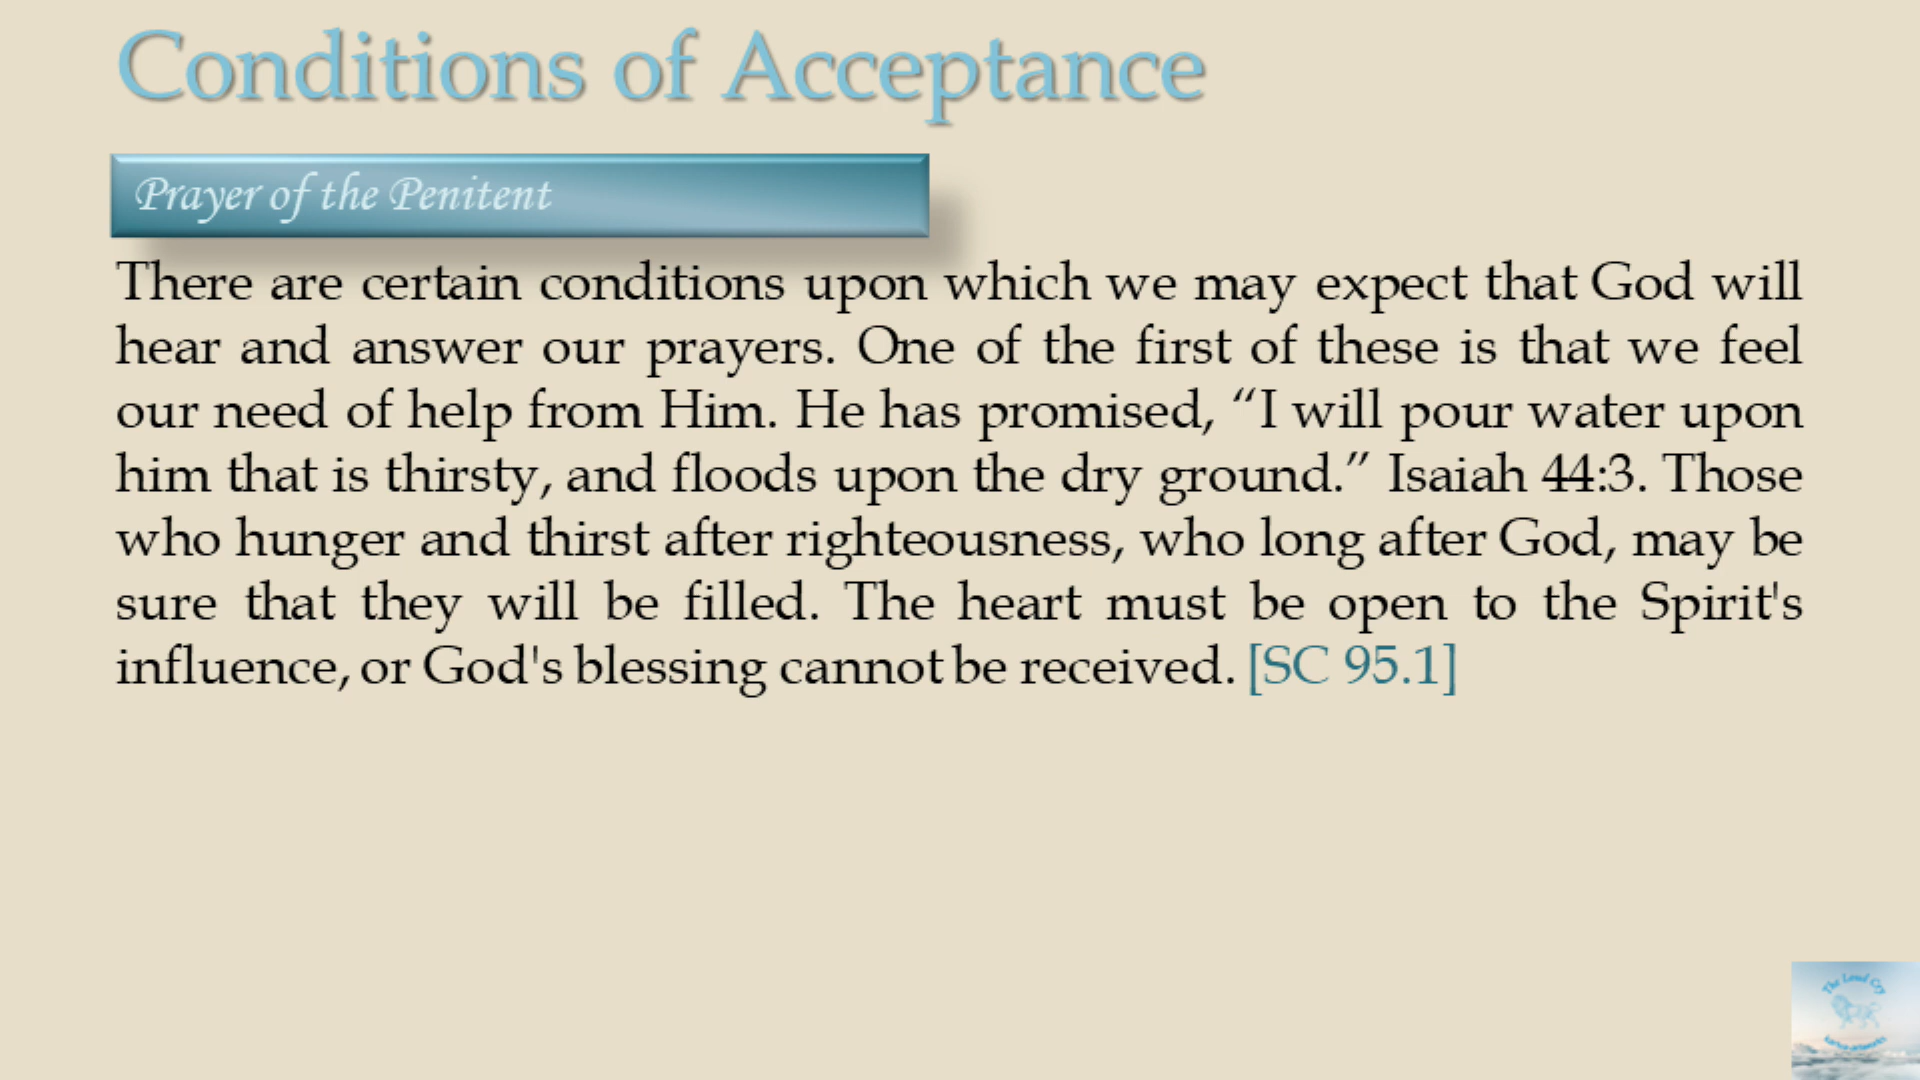 Conditions of Acceptance
Prayer of the Penitent
There are certain conditions upon which we may expect that God will
hear and answer our prayers. One of the first of these is that we feel
our need of help from Him. He has promised, “I will pour water upon
him that is thirsty, and floods upon the dry ground.” Isaiah 44:3. Those
who hunger and thirst after righteousness, who long after God, may be
sure that they will be filled. The heart must be open to the Spirit's
influence, or God's blessing cannot be received. [SC 95.1]
The Loud Cry